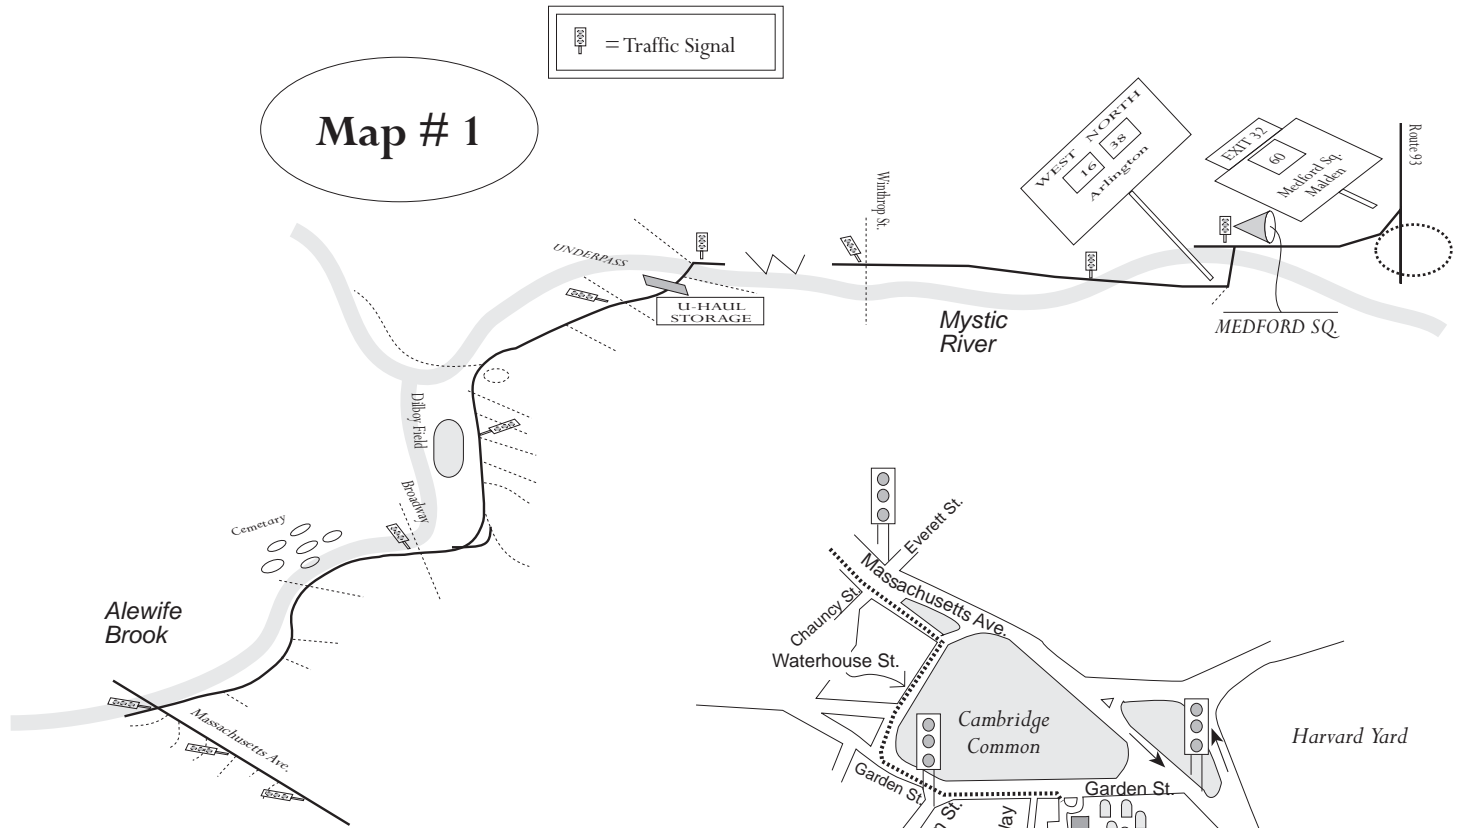 = Traffic Signal
Map # 1
WEST NORTH
16 38
Arlington
EXIT 32
60
Medford Sq.
Malden
Route 93
Winthrop St.
UNDERPASS
U-HAUL
STORAGE
Mystic
River
MEDFORD SQ.
Dilboy Field
Broadway
Cemetary
Alewife
Brook
Massachusetts Ave.
Everett St.
Massachusetts Ave.
Chauncy St.
Waterhouse St.
Cambridge
Common
Harvard Yard
Garden St.
Garden St.
St.